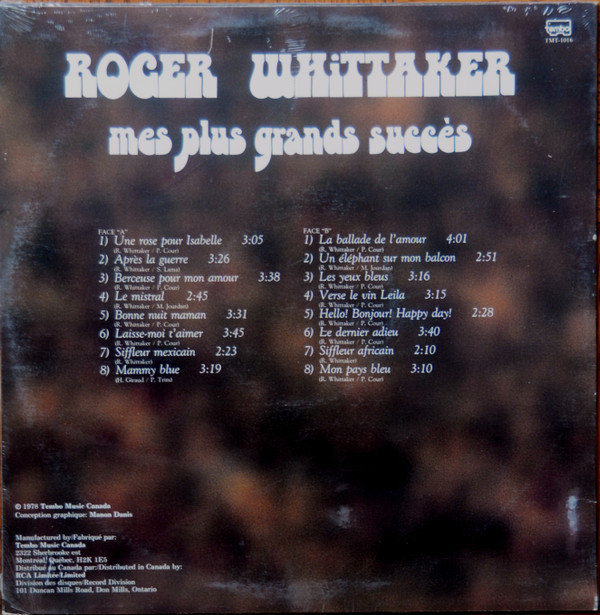 tembo
TMT-1016
ROGER WHiTTAKER
mes plus grands succès
FACE "A"
1) Une rose pour Isabelle 3:05
(R. Whittaker / P. Cour)
2) Après la guerre 3:26
(R. Whittaker / S. Lama)
3) Berceuse pour mon amour 3:38
(R. Whittaker / P. Cour)
4) Le mistral 2:45
(R. Whittaker / M. Jourdan)
5) Bonne nuit maman 3:31
(R. Whittaker / P. Cour)
6) Laisse-moi t'aimer 3:45
(R. Whittaker / P. Cour)
7) Siffleur mexicain 2:23
(R. Whittaker)
8) Mammy blue 3:19
(H. Giraud / P. Trim)
FACE "B"
1) La ballade de l'amour 4:01
(R. Whittaker / P. Cour)
2) Un éléphant sur mon balcon 2:51
(R. Whittaker / M. Jourdan)
3) Les yeux bleus 3:16
(R. Whittaker / P. Cour)
4) Verse le vin Leila 3:15
(R. Whittaker / P. Cour)
5) Hello! Bonjour! Happy day! 2:28
(R. Whittaker / P. Cour)
6) Le dernier adieu 3:40
(R. Whittaker / P. Cour)
7) Siffleur africain 2:10
(R. Whittaker)
8) Mon pays bleu 3:10
(R. Whittaker / P. Cour)
© 1978 Tembo Music Canada
Conception graphique: Manon Danis
Manufactured by/Fabriqué par:
Tembo Music Canada
2322 Sherbrooke est
Montréal, Québec, H2K 1E5
Distribué au Canada par:/Distributed in Canada by:
RCA Limitée/Limited
Division des disques/Record Division
101 Duncan Mills Road, Don Mills, Ontario